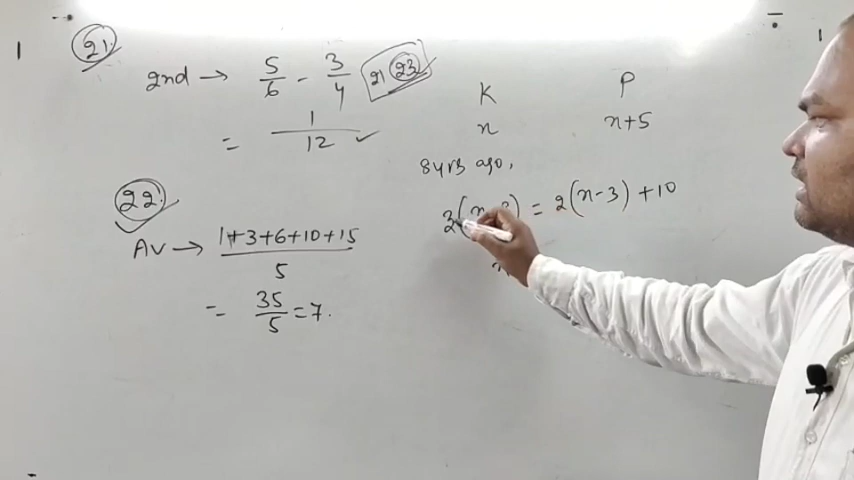 21.
2nd → 5/6 - 3/4
= 1/12 ✓
22.
AV → 1+3+6+10+15 / 5
= 35/5 = 7.
21 23
K P
n n+5
8 yrs ago,
3(n = 2(n-3) +10